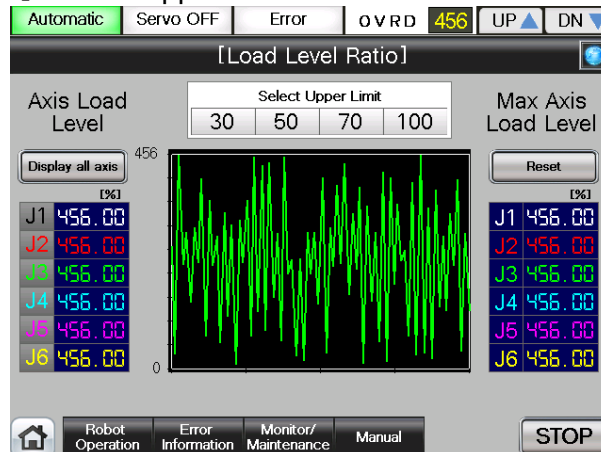 Automatic Servo OFF Error OVRD 456 UP DN
[Load Level Ratio]
Axis Load Level
Select Upper Limit
30 50 70 100
Max Axis Load Level
Display all axis
456
0
Reset
[%]
J1 456.00
J2 456.00
J3 456.00
J4 456.00
J5 456.00
J6 456.00
[%]
J1 456.00
J2 456.00
J3 456.00
J4 456.00
J5 456.00
J6 456.00
Robot Operation
Error Information
Monitor/ Maintenance
Manual
STOP